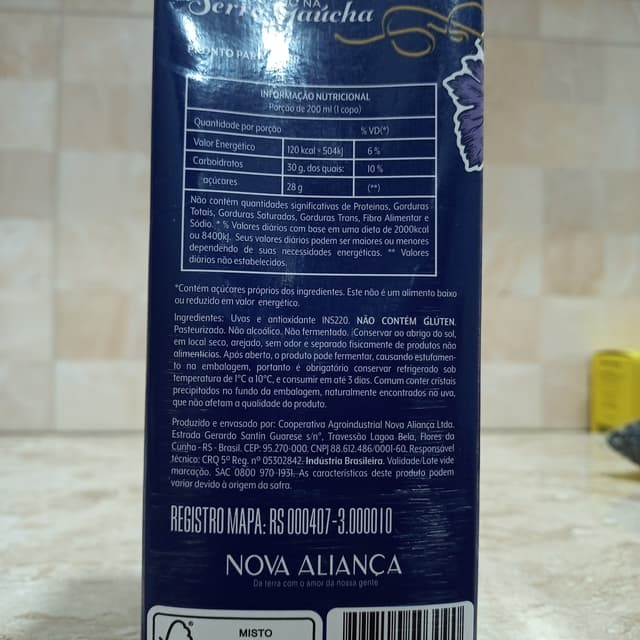 NA
Serra Gaúcha
PRONTO PARA
INFORMAÇÃO NUTRICIONAL
Porção de 200 ml (1 copo)
Quantidade por porção % VD(*)
Valor Energético 120 kcal = 504kJ 6 %
Carboidratos 30 g, dos quais: 10 %
açúcares 28 g (**)
Não contém quantidades significativas de Proteínas, Gorduras
Totais, Gorduras Saturadas, Gorduras Trans, Fibra Alimentar e
Sódio. * % Valores diários com base em uma dieta de 2000kcal
ou 8400kJ. Seus valores diários podem ser maiores ou menores
dependendo de suas necessidades energéticas. ** Valores
diários não estabelecidos.
*Contém açúcares próprios dos ingredientes. Este não é um alimento baixo
ou reduzido em valor energético.
Ingredientes: Uvas e antioxidante INS220. NÃO CONTÉM GLÚTEN.
Pasteurizado. Não alcoólico. Não fermentado. Conservar ao abrigo do sol,
em local seco, arejado, sem odor e separado fisicamente de produtos não
alimentícios. Após aberto, o produto pode fermentar, causando estufamen-
to na embalagem, portanto é obrigatório conservar refrigerado sob
temperatura de 1°C a 10°C, e consumir em até 3 dias. Comum conter cristais
precipitados no fundo da embalagem, naturalmente encontrados na uva,
que não afetam a qualidade do produto.
Produzido e envasado por: Cooperativa Agroindustrial Nova Aliança Ltda.
Estrada Gerardo Santin Guarese s/n°, Travessão Lagoa Bela, Flores da
Cunha - RS - Brasil. CEP: 95.270-000. CNPJ 88.612.486/0001-60. Responsável
técnico: CRQ 5ª Reg. n° 05302842. Indústria Brasileira. Validade/Lote vide
marcação. SAC 0800 970 1931. As características deste produto podem
variar devido à origem da safra.
REGISTRO MAPA: RS 000407-3.000010
NOVA ALIANÇA
Da terra com o amor da nossa gente
MISTO